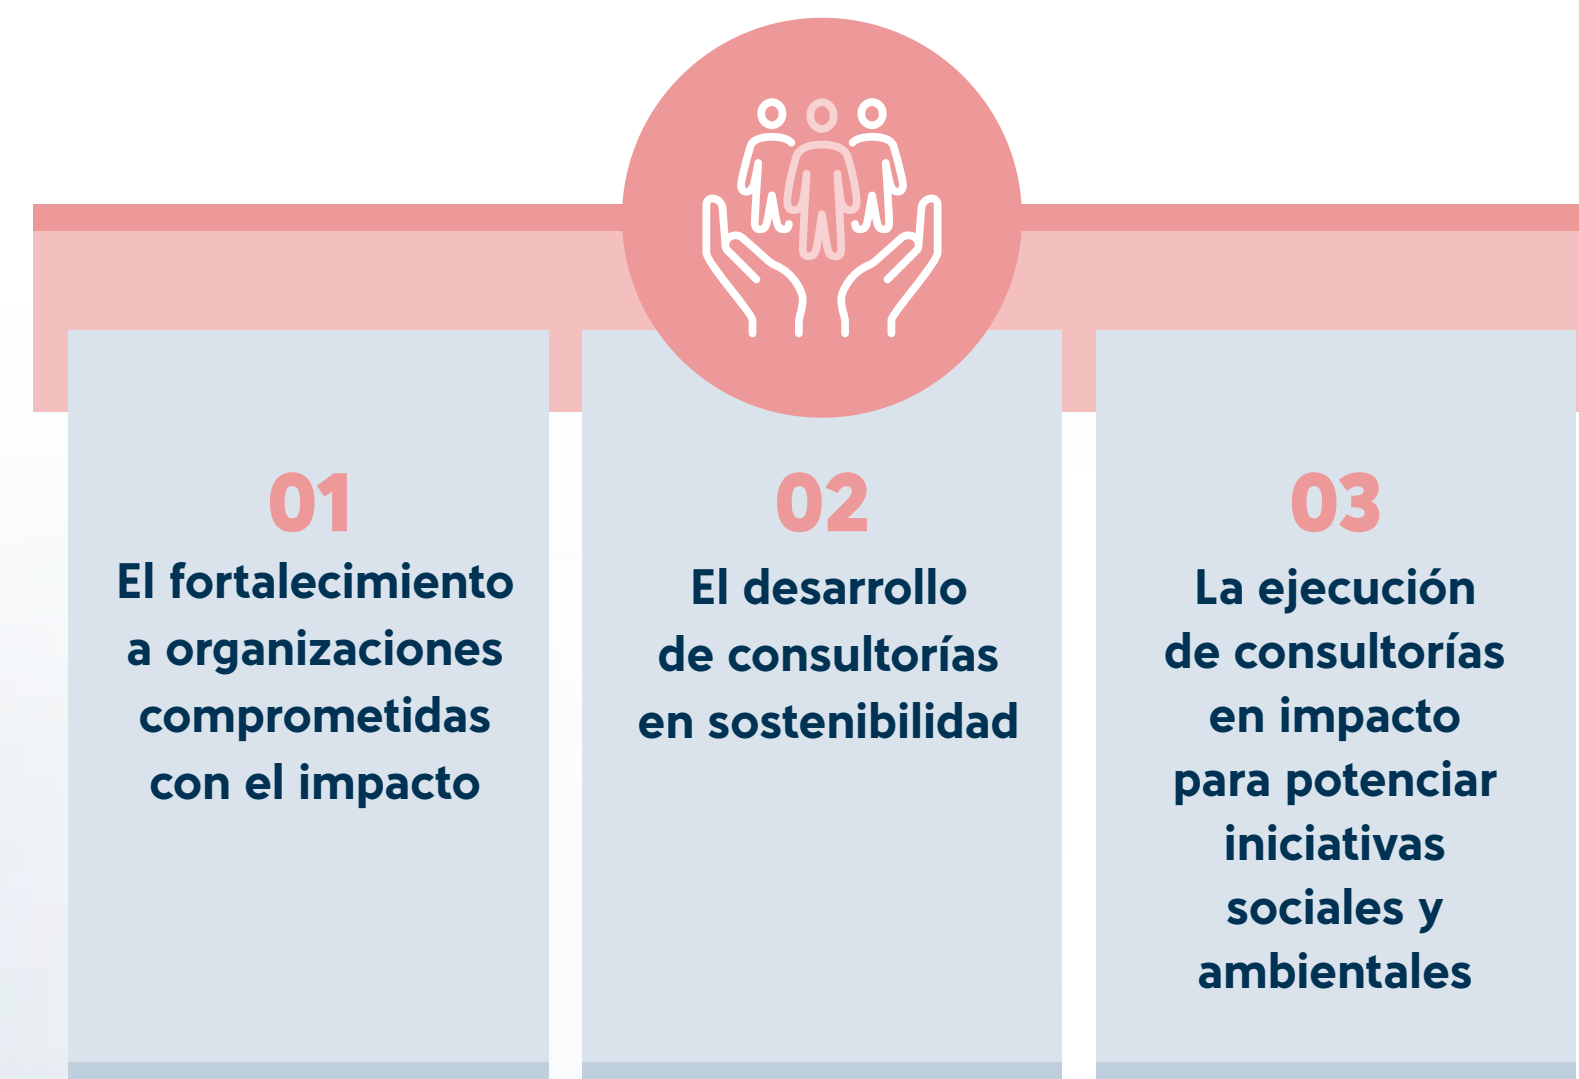 01
El fortalecimiento
a organizaciones
comprometidas
con el impacto
02
El desarrollo
de consultorías
en sostenibilidad
03
La ejecución
de consultorías
en impacto
para potenciar
iniciativas
sociales y
ambientales